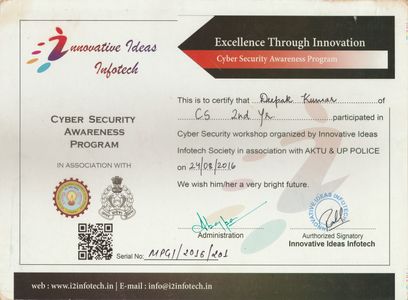 Innovative Ideas
Infotech
Excellence Through Innovation
Cyber Security Awareness Program
CYBER SECURITY
AWARENESS
PROGRAM
IN ASSOCIATION WITH
This is to certify that Deepak Kumar of
CS 2nd Yr participated in
Cyber Security workshop organized by Innovative Ideas
Infotech Society in association with AKTU & UP POLICE
on 24/08/2016
We wish him/her a very bright future.
Administration
INNOVATIVE IDEAS INFOTECH
Authorized Signatory
Innovative Ideas Infotech
Serial No: MPGI/2016/201
web : www.i2infotech.in | E-mail : info@i2infotech.in